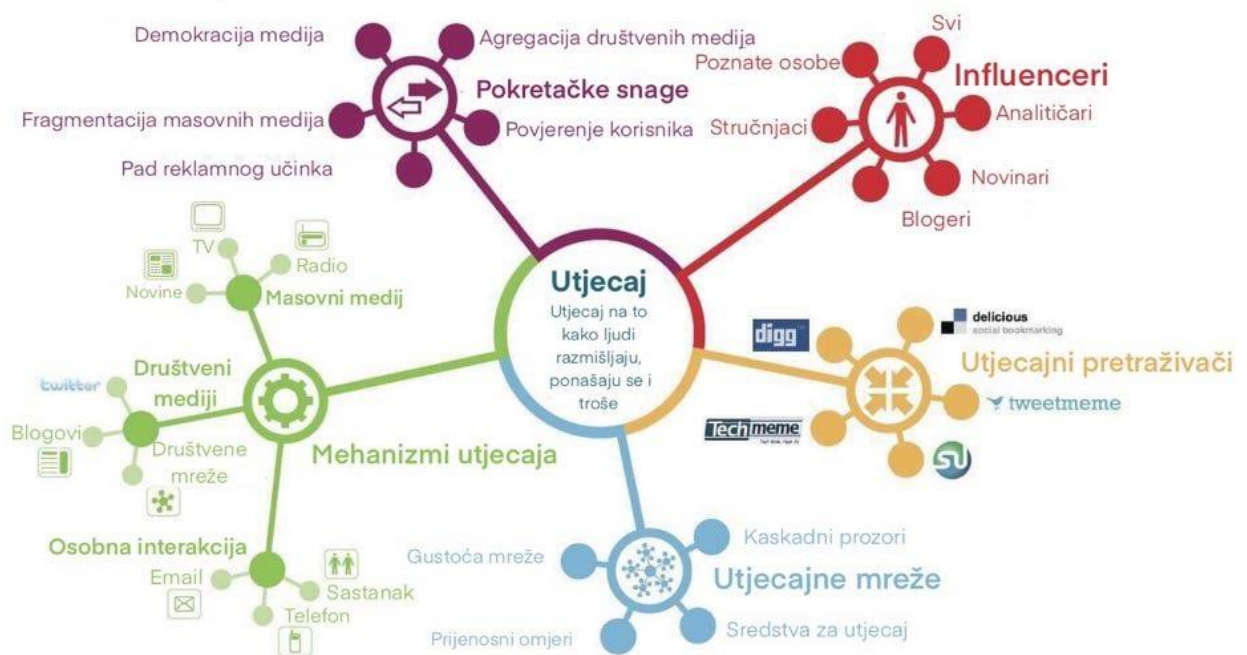 Demokracija medija
Agregacija društvenih medija
Pokretačke snage
Fragmentacija masovnih medija
Povjerenje korisnika
Pad reklamnog učinka
Svi
Poznate osobe
Influenceri
Analitičari
Stručnjaci
Novinari
Blogeri
TV
Radio
Novine
Masovni medij
Društveni
mediji
twitter
Blogovi
Društvene
mreže
Mehanizmi utjecaja
Osobna interakcija
Email
Sastanak
Telefon
Utjecaj
Utjecaj na to
kako ljudi
razmišljaju,
ponašaju se i
troše
digg
delicious
social bookmarking
Utjecajni pretraživači
tweetmeme
Techmeme
SU
Kaskadni prozori
Gustoća mreže
Utjecajne mreže
Prijenosni omjeri
Sredstva za utjecaj